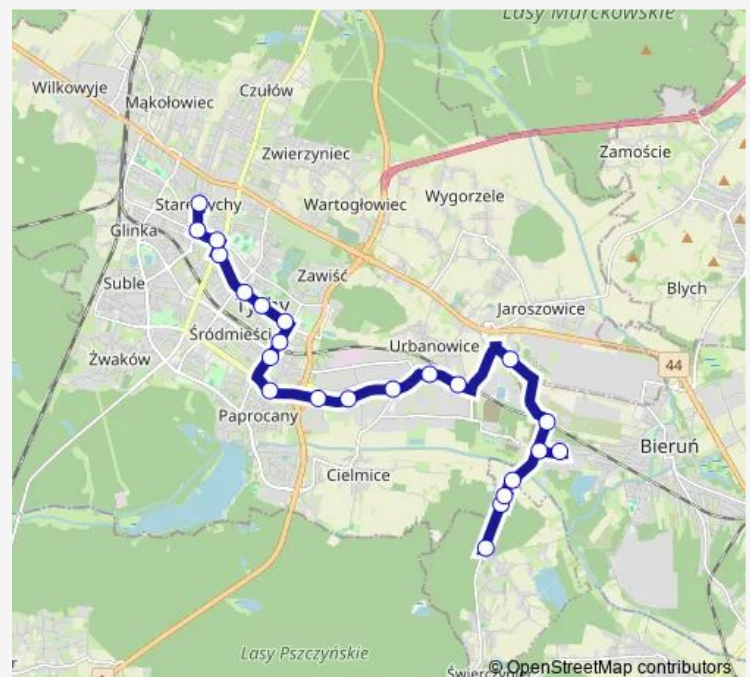 Lasy Murckowskie
Wilkowyje
Mąkołowiec
Czułów
Zwierzyniec
Zamoście
Wartogłowiec
Wygorzele
Glinka
Zawiść
Suble
Blych
Jaroszowice
Śródmieści
Urbanowice
Żwaków
44
Paprocany
Bieruń
Cielmice
Lasy Pszczyńskie
© OpenStreetMap contributors